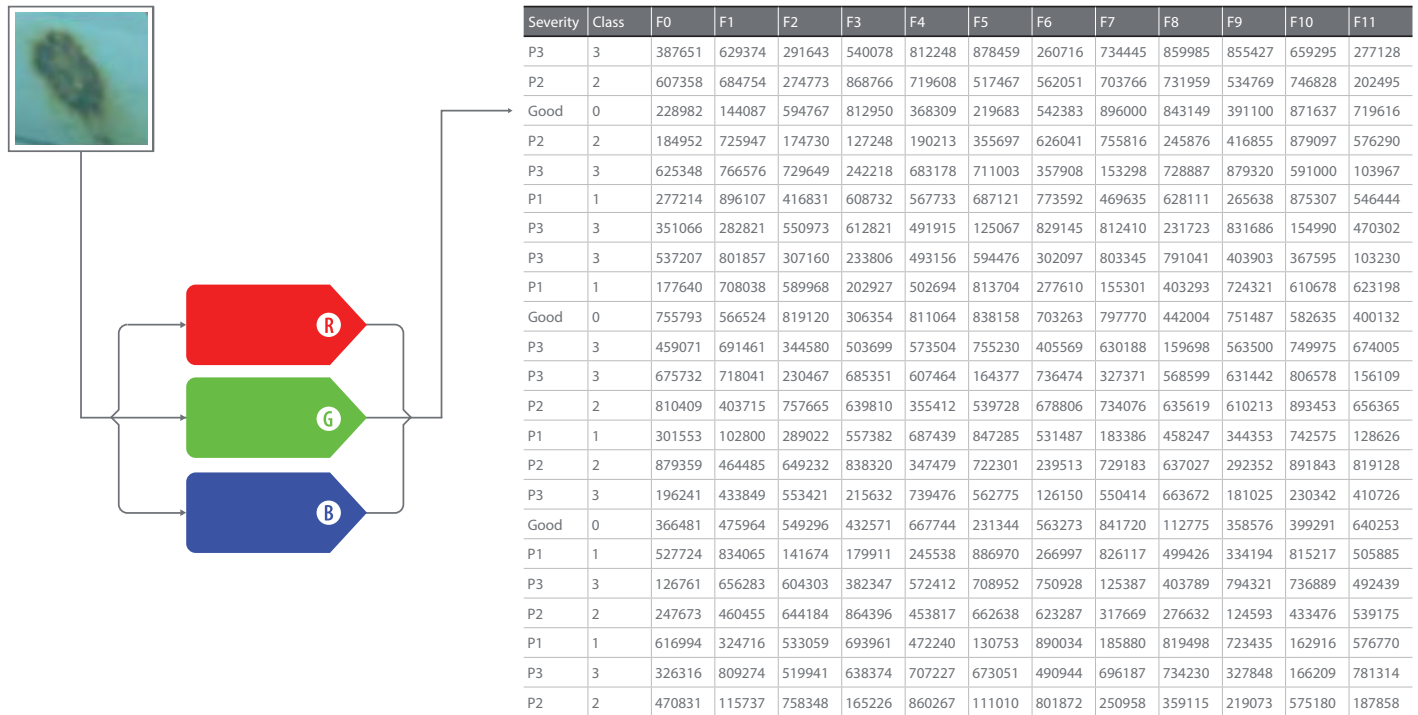 Severity Class F0 F1 F2 F3 F4 F5 F6 F7 F8 F9 F10 F11
P3 3 387651 629374 291643 540078 812248 878459 260716 734445 859985 855427 659295 277128
P2 2 607358 684754 274773 868766 719608 517467 562051 703766 731959 534769 746828 202495
Good 0 228982 144087 594767 812950 368309 219683 542383 896000 843149 391100 871637 719616
P2 2 184952 725947 174730 127248 190213 355697 626041 755816 245876 416855 879097 576290
P3 3 625348 766576 729649 242218 683178 711003 357908 153298 728887 879320 591000 103967
P1 1 277214 896107 416831 608732 567733 687121 773592 469635 628111 265638 875307 546444
P3 3 351066 282821 550973 612821 491915 125067 829145 812410 231723 831686 154990 470302
P3 3 537207 801857 307160 233806 493156 594476 302097 803345 791041 403903 367595 103230
P1 1 177640 708038 589968 202927 502694 813704 277610 155301 403293 724321 610678 623198
Good 0 755793 566524 819120 306354 811064 838158 703263 797770 442004 751487 582635 400132
R
P3 3 459071 691461 344580 503699 573504 755230 405569 630188 159698 563500 749975 674005
P3 3 675732 718041 230467 685351 607464 164377 736474 327371 568599 631442 806578 156109
P2 2 810409 403715 757665 639810 355412 539728 678806 734076 635619 610213 893453 656365
G
P1 1 301553 102800 289022 557382 687439 847285 531487 183386 458247 344353 742575 128626
P2 2 879359 464485 649232 838320 347479 722301 239513 729183 637027 292352 891843 819128
P3 3 196241 433849 553421 215632 739476 562775 126150 550414 663672 181025 230342 410726
B
Good 0 366481 475964 549296 432571 667744 231344 563273 841720 112775 358576 399291 640253
P1 1 527724 834065 141674 179911 245538 886970 266997 826117 499426 334194 815217 505885
P3 3 126761 656283 604303 382347 572412 708952 750928 125387 403789 794321 736889 492439
P2 2 247673 460455 644184 864396 453817 662638 623287 317669 276632 124593 433476 539175
P1 1 616994 324716 533059 693961 472240 130753 890034 185880 819498 723435 162916 576770
P3 3 326316 809274 519941 638374 707227 673051 490944 696187 734230 327848 166209 781314
P2 2 470831 115737 758348 165226 860267 111010 801872 250958 359115 219073 575180 187858